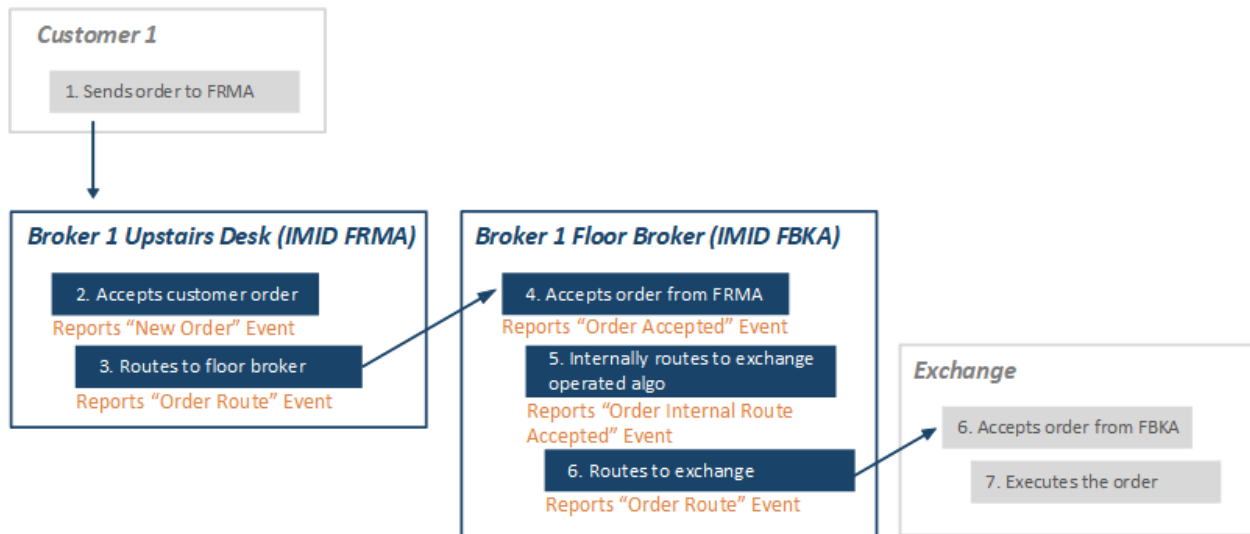 Customer 1
1. Sends order to FRMA
Broker 1 Upstairs Desk (IMID FRMA)
2. Accepts customer order
Reports “New Order” Event
3. Routes to floor broker
Reports “Order Route” Event
Broker 1 Floor Broker (IMID FBKA)
4. Accepts order from FRMA
Reports “Order Accepted” Event
5. Internally routes to exchange
operated algo
Reports “Order Internal Route
Accepted” Event
6. Routes to exchange
Reports “Order Route” Event
Exchange
6. Accepts order from FBKA
7. Executes the order